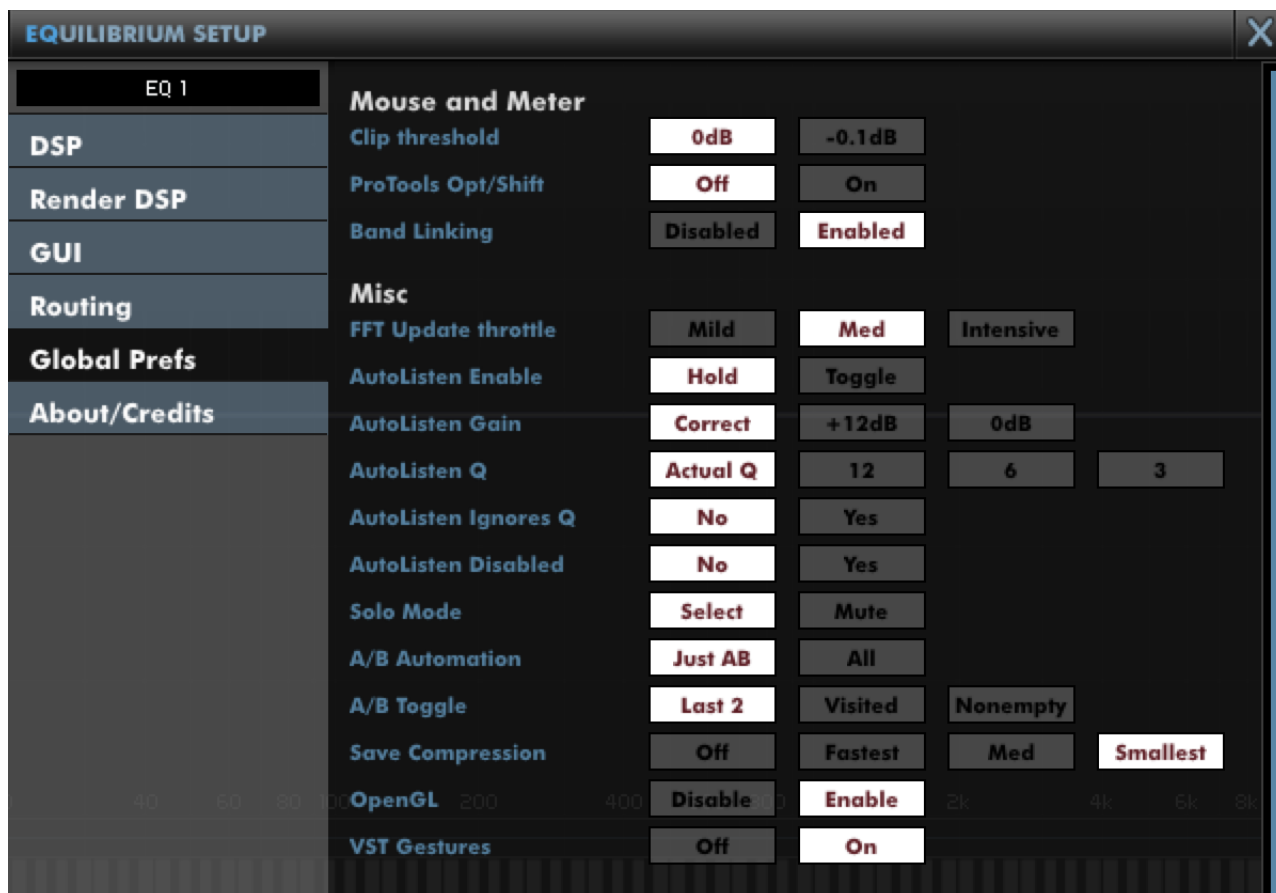 EQUILIBRIUM SETUP
X
EQ 1
DSP
Render DSP
GUI
Routing
Global Prefs
About/Credits
Mouse and Meter
Clip threshold 0dB -0.1dB
ProTools Opt/Shift Off On
Band Linking Disabled Enabled
Misc
FFT Update throttle Mild Med Intensive
AutoListen Enable Hold Toggle
AutoListen Gain Correct +12dB 0dB
AutoListen Q Actual Q 12 6 3
AutoListen Ignores Q No Yes
AutoListen Disabled No Yes
Solo Mode Select Mute
A/B Automation Just AB All
A/B Toggle Last 2 Visited Nonempty
Save Compression Off Fastest Med Smallest
OpenGL Disable Enable
40 60 80 100 200 400 2k 4k 6k 8k
VST Gestures Off On